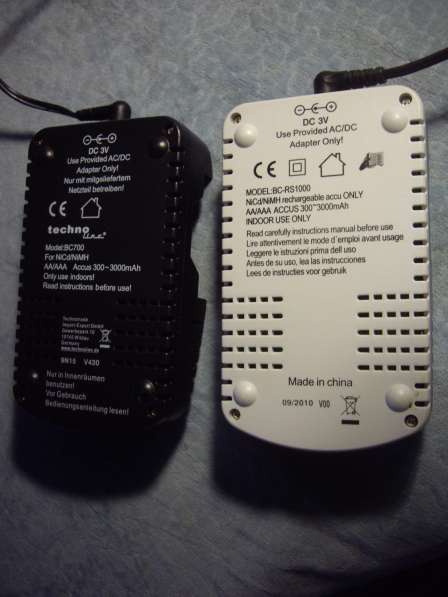 DC 3V
Use Provided AC/DC
Adapter Only!
Nur mit mitgeliefertem
Netzteil betreiben!
CE
techno
line
Model:BC700
For NiCd/NiMH
AA/AAA Accus 300~3000mAh
Only use indoors!
Read instructions before use!
Technotrade
Import-Export GmbH
Gewerbepark 10
15745 Wildau
Germany
www.technoline.de
9N15 V430
Nur in Innenräumen
benutzen!
Vor Gebrauch
Bedienungsanleitung lesen!
DC 3V
Use Provided AC/DC
Adapter Only!
CE
MODEL:BC-RS1000
NiCd/NiMH rechargeable accu ONLY
AA/AAA ACCUS 300~3000mAh
INDOOR USE ONLY
Read carefully instructions manual before use
Lire attentivement le mode d'emploi avant usage
Leggere le istruzioni prima dell uso
Antes de su uso, lea las instrucciones
Lees de instructies voor gebruik
Made in china
09/2010 V00